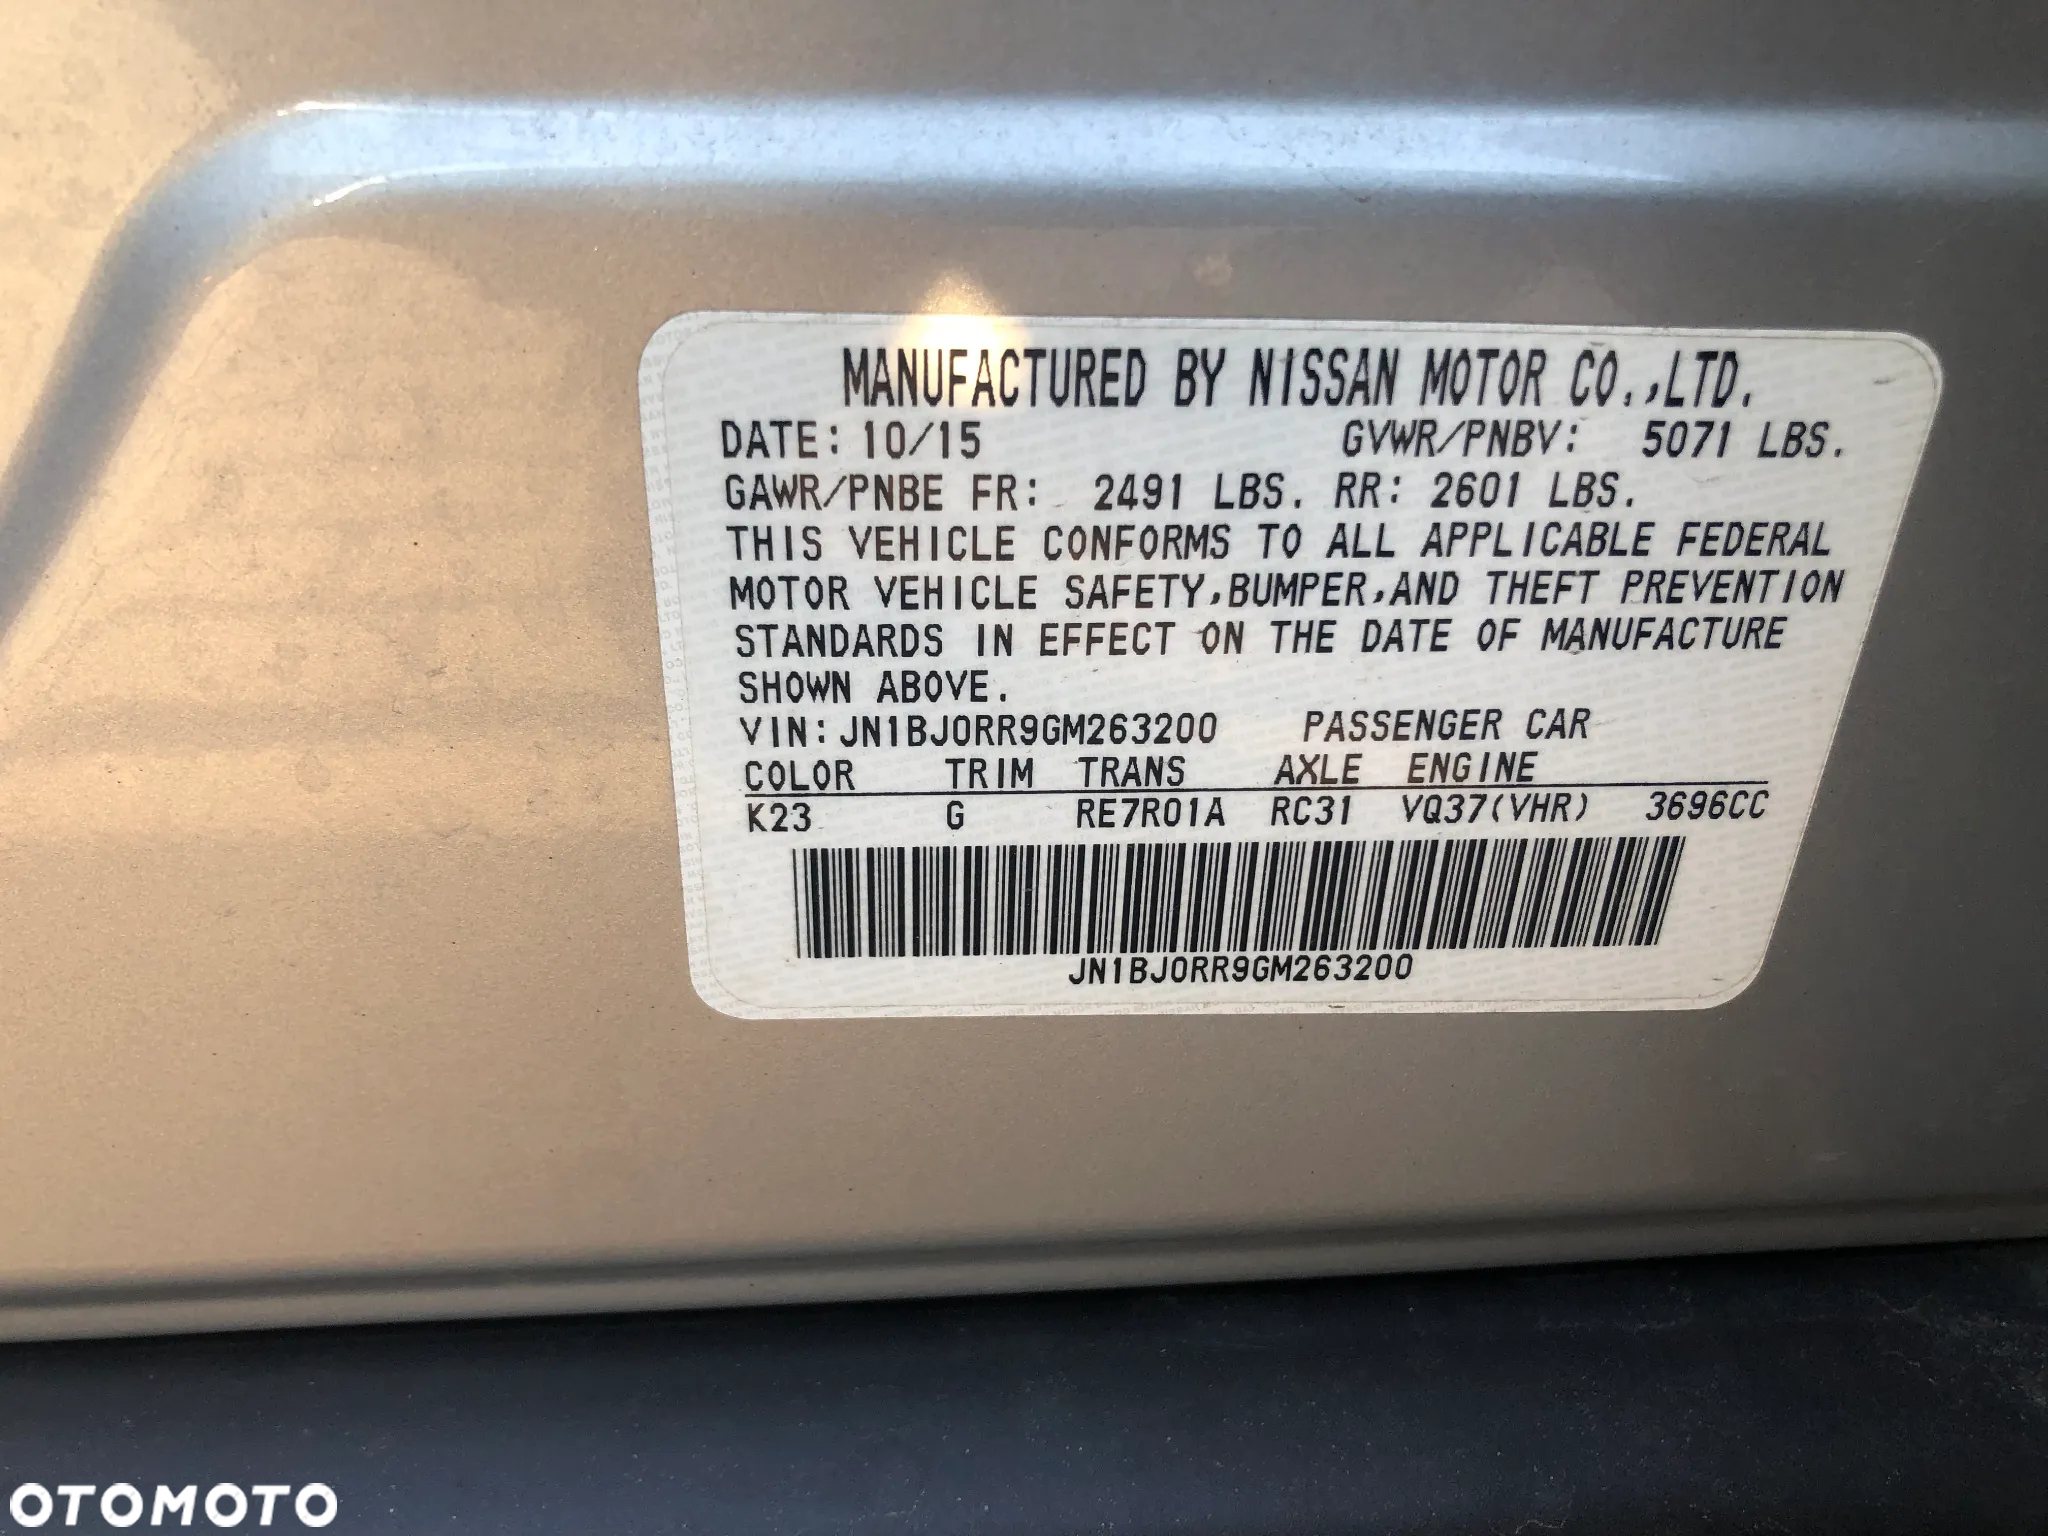 MANUFACTURED BY NISSAN MOTOR CO.,LTD.
DATE: 10/15 GVWR/PNBV: 5071 LBS.
GAWR/PNBE FR: 2491 LBS. RR: 2601 LBS.
THIS VEHICLE CONFORMS TO ALL APPLICABLE FEDERAL
MOTOR VEHICLE SAFETY,BUMPER,AND THEFT PREVENTION
STANDARDS IN EFFECT ON THE DATE OF MANUFACTURE
SHOWN ABOVE.
VIN: JN1BJ0RR9GM263200 PASSENGER CAR
COLOR TRIM TRANS AXLE ENGINE
K23 G RE7R01A RC31 VQ37(VHR) 3696CC
JN1BJ0RR9GM263200
OTOMOTO